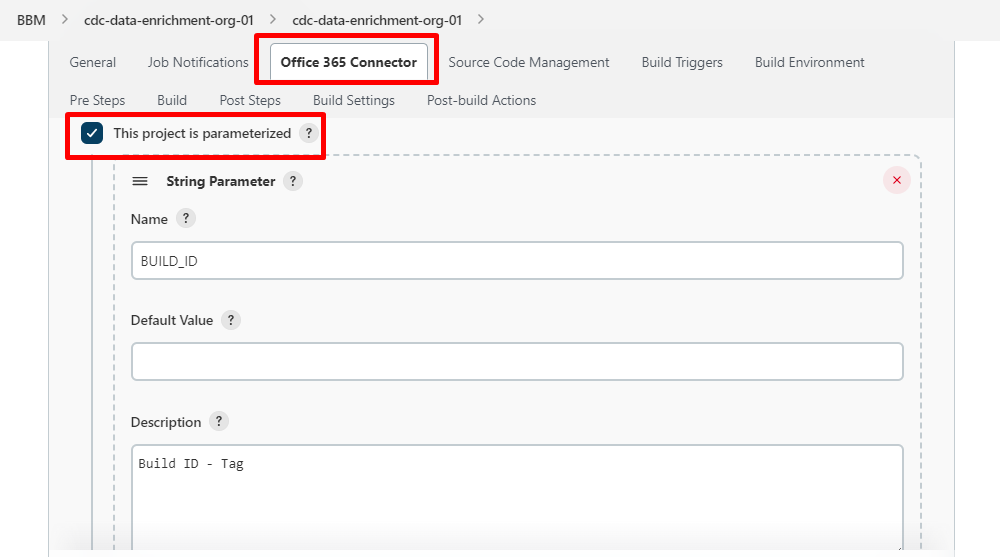 BBM > cdc-data-enrichment-org-01 > cdc-data-enrichment-org-01 >
General Job Notifications Office 365 Connector Source Code Management Build Triggers Build Environment
Pre Steps Build Post Steps Build Settings Post-build Actions
This project is parameterized ?
String Parameter ?
Name ?
BUILD_ID
Default Value ?
Description ?
Build ID - Tag